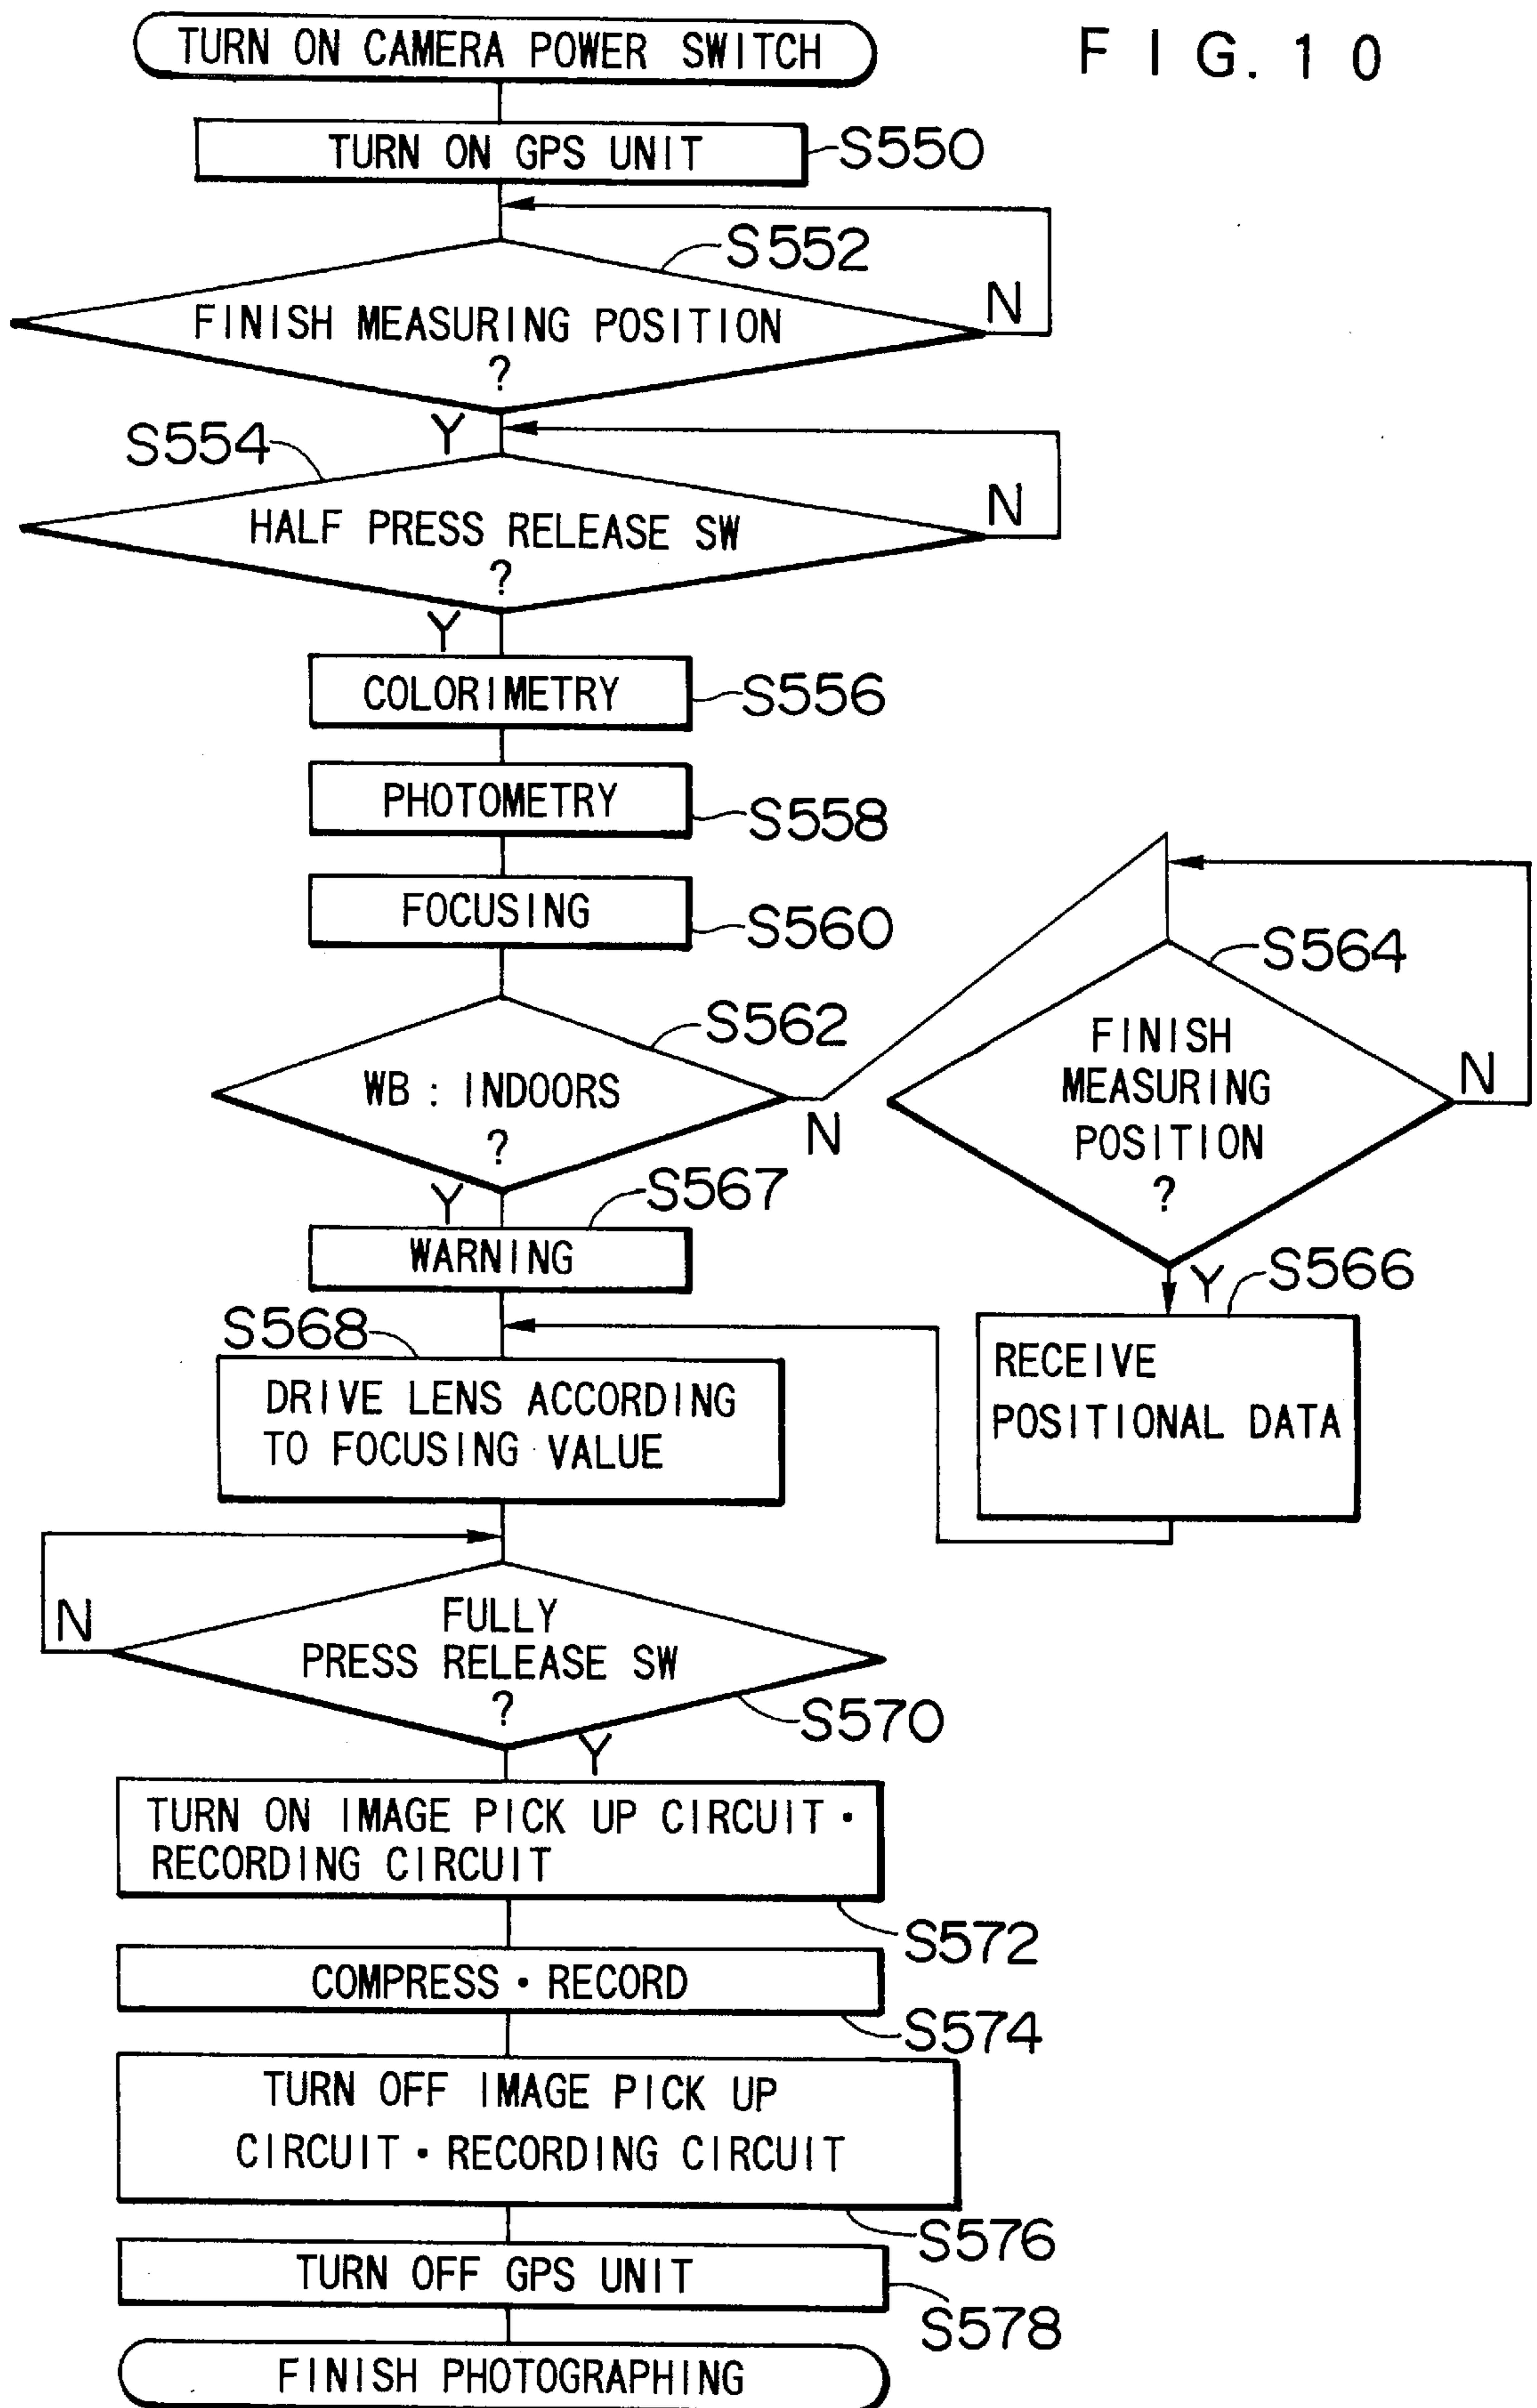 TURN ON CAMERA POWER SWITCH
FIG. 10
TURN ON GPS UNIT
S550
S552
FINISH MEASURING POSITION
?
N
Y
S554
HALF PRESS RELEASE SW
?
N
Y
COLORIMETRY
S556
PHOTOMETRY
S558
FOCUSING
S560
S562
WB : INDOORS
?
N
Y
S564
FINISH
MEASURING
POSITION
?
N
Y
S566
RECEIVE
POSITIONAL DATA
S567
WARNING
S568
DRIVE LENS ACCORDING
TO FOCUSING VALUE
N
FULLY
PRESS RELEASE SW
?
S570
Y
TURN ON IMAGE PICK UP CIRCUIT・
RECORDING CIRCUIT
S572
COMPRESS・RECORD
S574
TURN OFF IMAGE PICK UP
CIRCUIT・RECORDING CIRCUIT
S576
TURN OFF GPS UNIT
S578
FINISH PHOTOGRAPHING